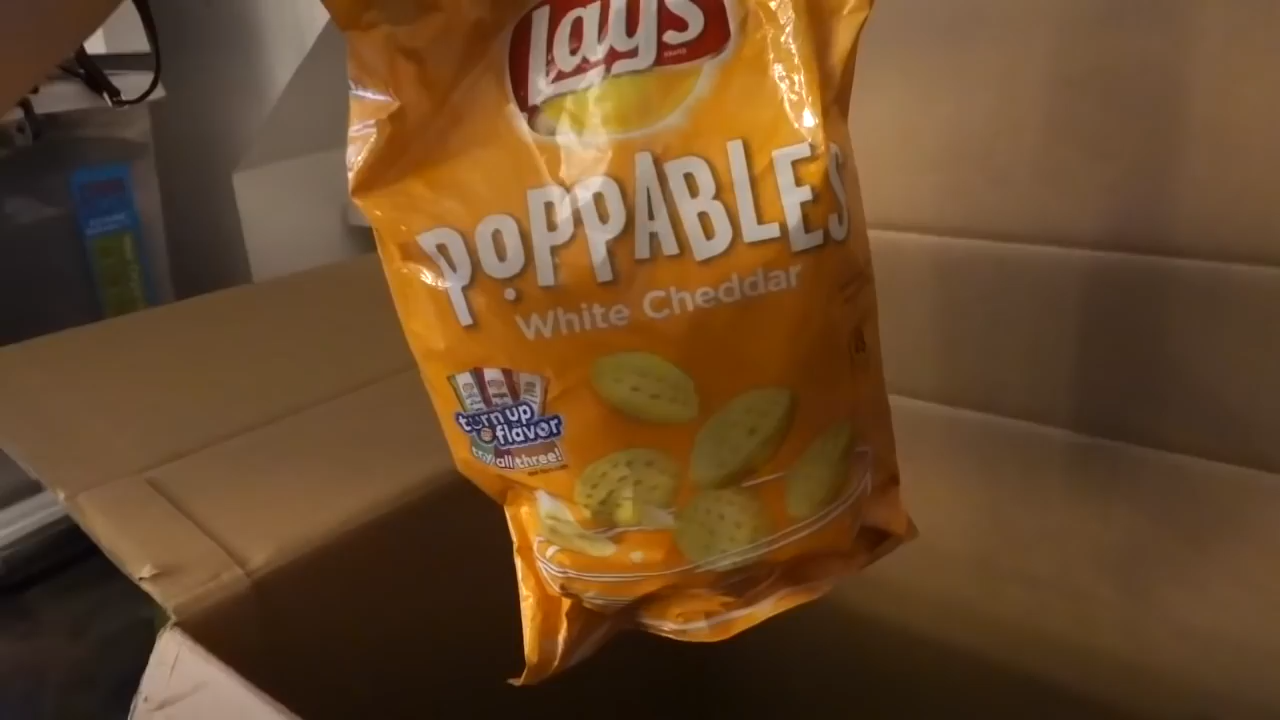 Lay's
POPPABLES
White Cheddar
turn up
flavor
try all three!